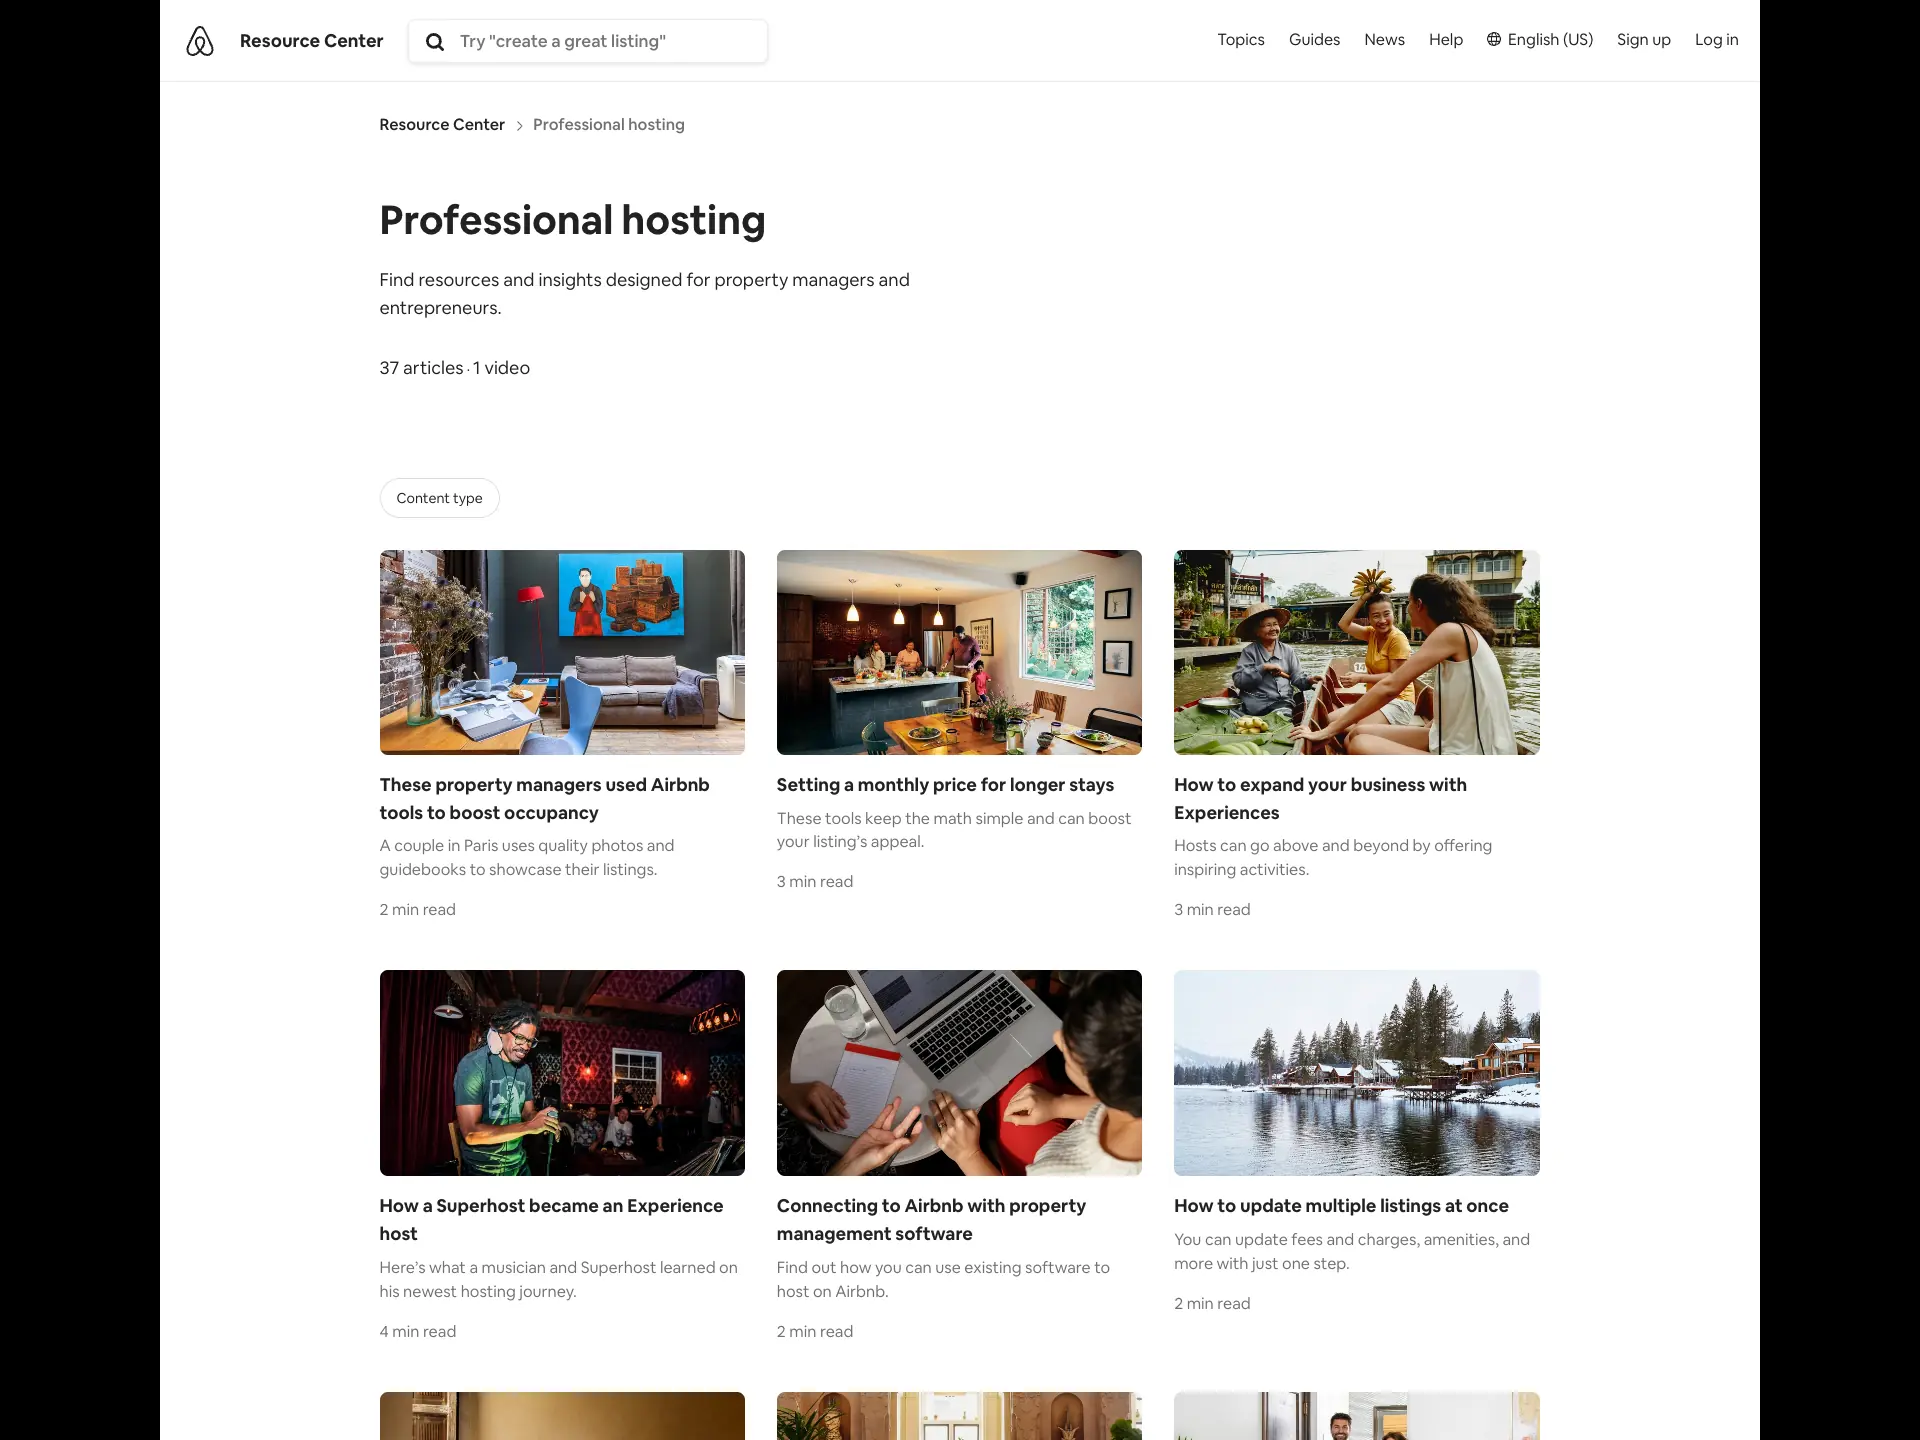 Resource Center
Try "create a great listing"
Topics
Guides
News
Help
English (US)
Sign up
Log in
Resource Center > Professional hosting
Professional hosting
Find resources and insights designed for property managers and
entrepreneurs.
37 articles · 1 video
Content type
These property managers used Airbnb
tools to boost occupancy
A couple in Paris uses quality photos and
guidebooks to showcase their listings.
2 min read
Setting a monthly price for longer stays
These tools keep the math simple and can boost
your listing’s appeal.
3 min read
How to expand your business with
Experiences
Hosts can go above and beyond by offering
inspiring activities.
3 min read
How a Superhost became an Experience
host
Here’s what a musician and Superhost learned on
his newest hosting journey.
4 min read
Connecting to Airbnb with property
management software
Find out how you can use existing software to
host on Airbnb.
2 min read
How to update multiple listings at once
You can update fees and charges, amenities, and
more with just one step.
2 min read